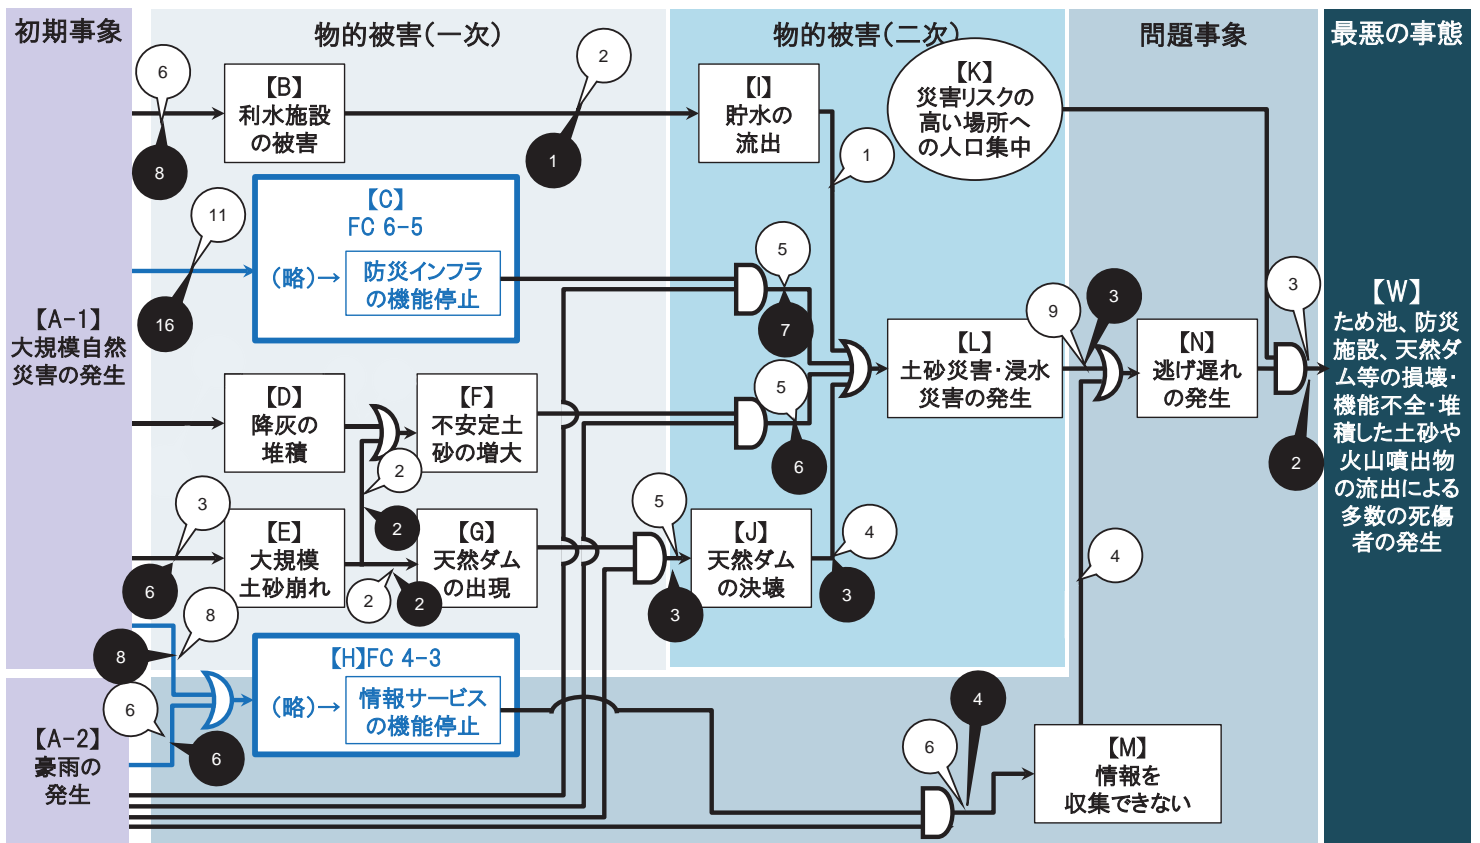 初期事象
物的被害(一次)
物的被害(二次)
問題事象
最悪の事態
【A-1】
大規模自然
災害の発生
【A-2】
豪雨の
発生
6
8
【B】
利水施設
の被害
2
1
【I】
貯水の
流出
1
【K】
災害リスクの
高い場所へ
の人口集中
11
16
【C】
FC 6-5
(略)→
防災インフラ
の機能停止
5
7
【D】
降灰の
堆積
【F】
不安定土
砂の増大
5
6
2
2
3
6
【E】
大規模
土砂崩れ
2
2
【G】
天然ダム
の出現
5
3
【J】
天然ダム
の決壊
4
3
【L】
土砂災害・浸水
災害の発生
9
3
【N】
逃げ遅れ
の発生
3
2
【W】
ため池、防災
施設、天然ダ
ム等の損壊・
機能不全・堆
積した土砂や
火山噴出物
の流出による
多数の死傷
者の発生
8
8
6
6
【H】FC 4-3
(略)→
情報サービス
の機能停止
6
4
4
【M】
情報を
収集できない